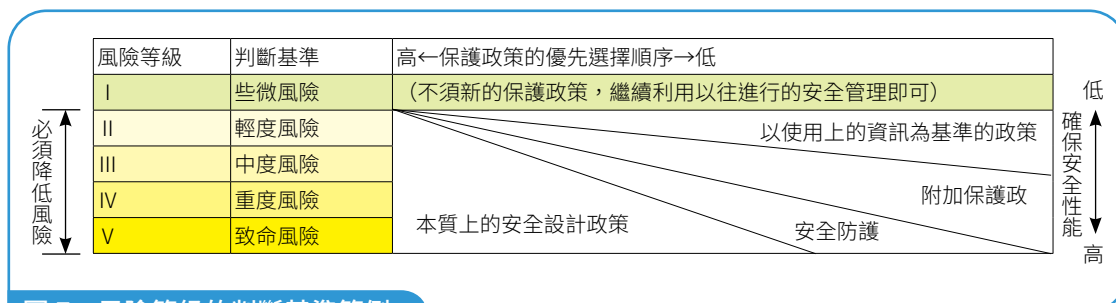 風險等級 判斷基準 高←保護政策的優先選擇順序→低
I 些微風險 （不須新的保護政策，繼續利用以往進行的安全管理即可）
II 輕度風險
III 中度風險
IV 重度風險
V 致命風險
必須降低風險
以使用上的資訊為基準的政策
附加保護政
安全防護
本質上的安全設計政策
低
確保安全性能
高